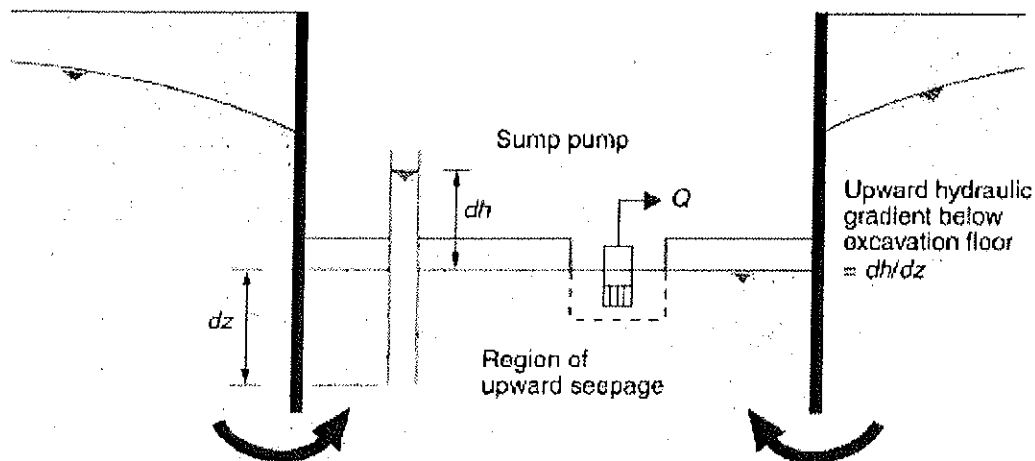 Sump pump
dh
Q
Upward hydraulic
gradient below
excavation floor
= dh/dz
dz
Region of
upward seepage